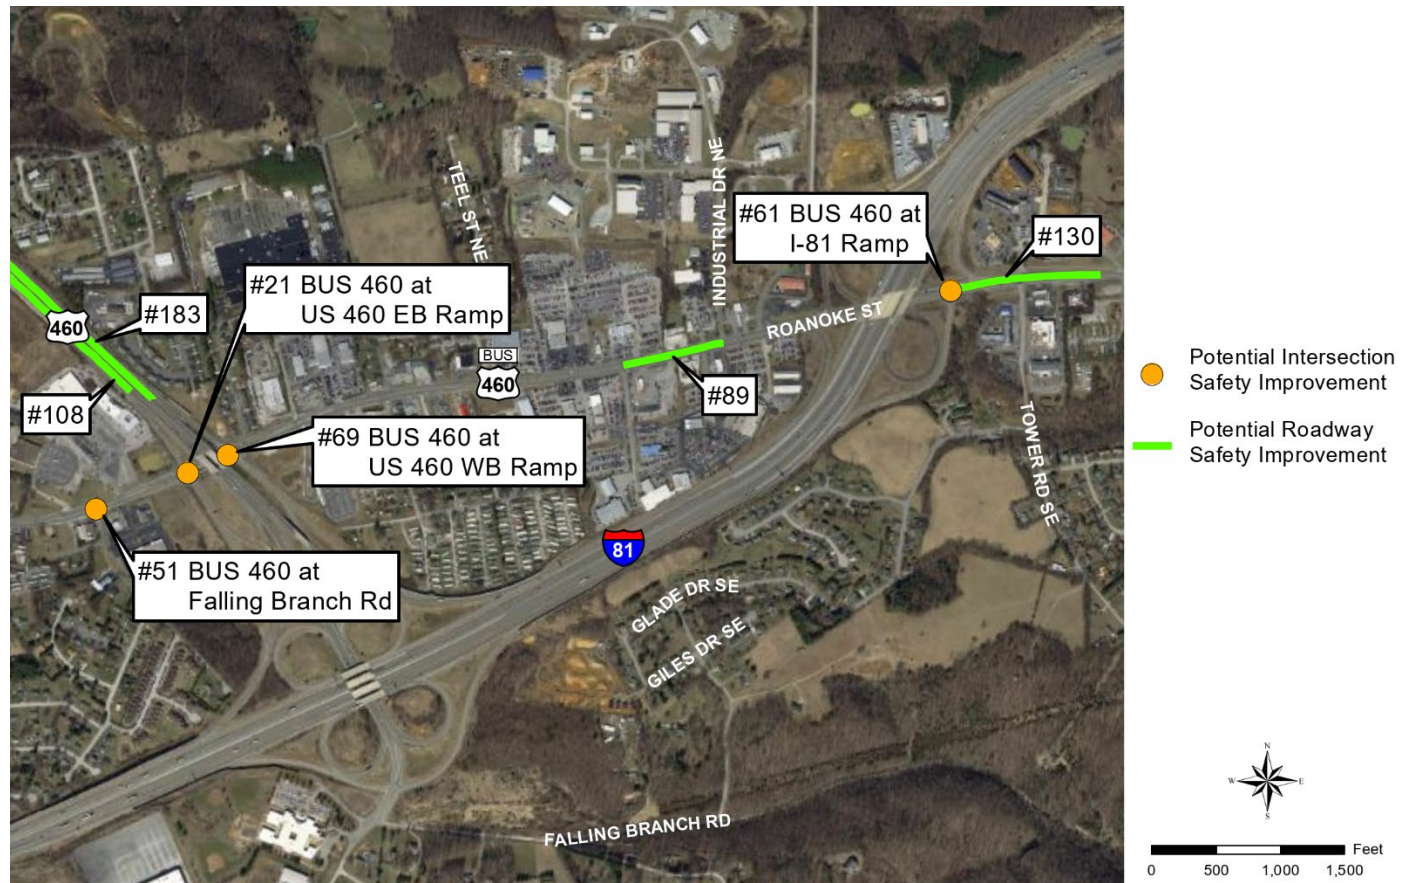 TEEL ST NE
INDUSTRIAL DR NE
#61 BUS 460 at
I-81 Ramp
#130
#21 BUS 460 at
US 460 EB Ramp
460
#183
ROANOKE ST
BUS
460
#89
#108
#69 BUS 460 at
US 460 WB Ramp
TOWER RD SE
#51 BUS 460 at
Falling Branch Rd
81
GLADE DR SE
GILES DR SE
FALLING BRANCH RD
Potential Intersection
Safety Improvement
Potential Roadway
Safety Improvement
N
W E
S
Feet
0 500 1,000 1,500